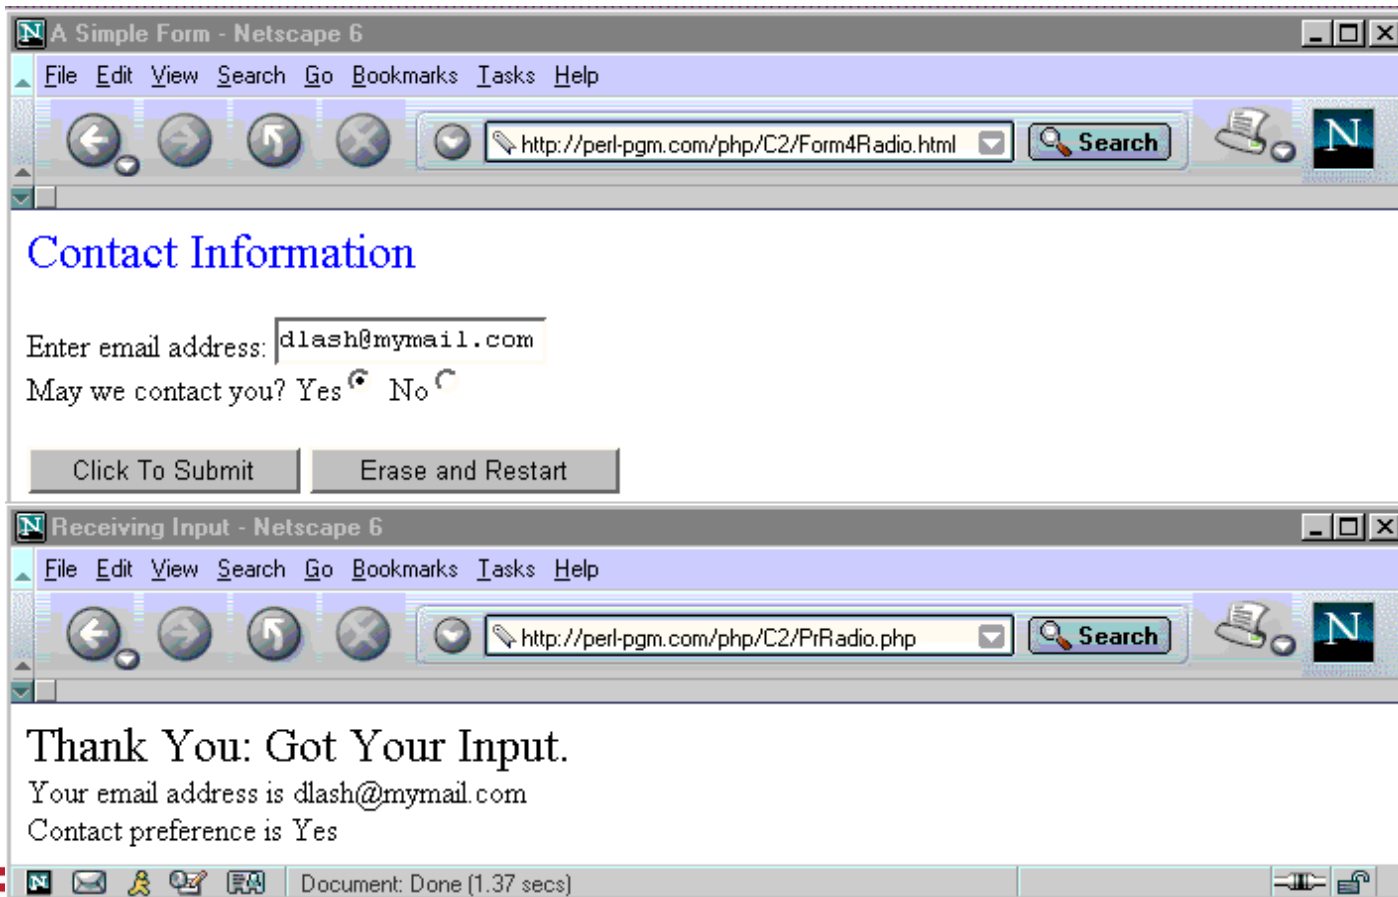 A Simple Form - Netscape 6
File Edit View Search Go Bookmarks Tasks Help
http://perl-pgm.com/php/C2/Form4Radio.html Search N
Contact Information
Enter email address: dlash@mymail.com
May we contact you? Yes No
Click To Submit Erase and Restart
N Receiving Input - Netscape 6
File Edit View Search Go Bookmarks Tasks Help
http://perl-pgm.com/php/C2/PrRadio.php Search N
Thank You: Got Your Input.
Your email address is dlash@mymail.com
Contact preference is Yes
N Document: Done (1.37 secs)